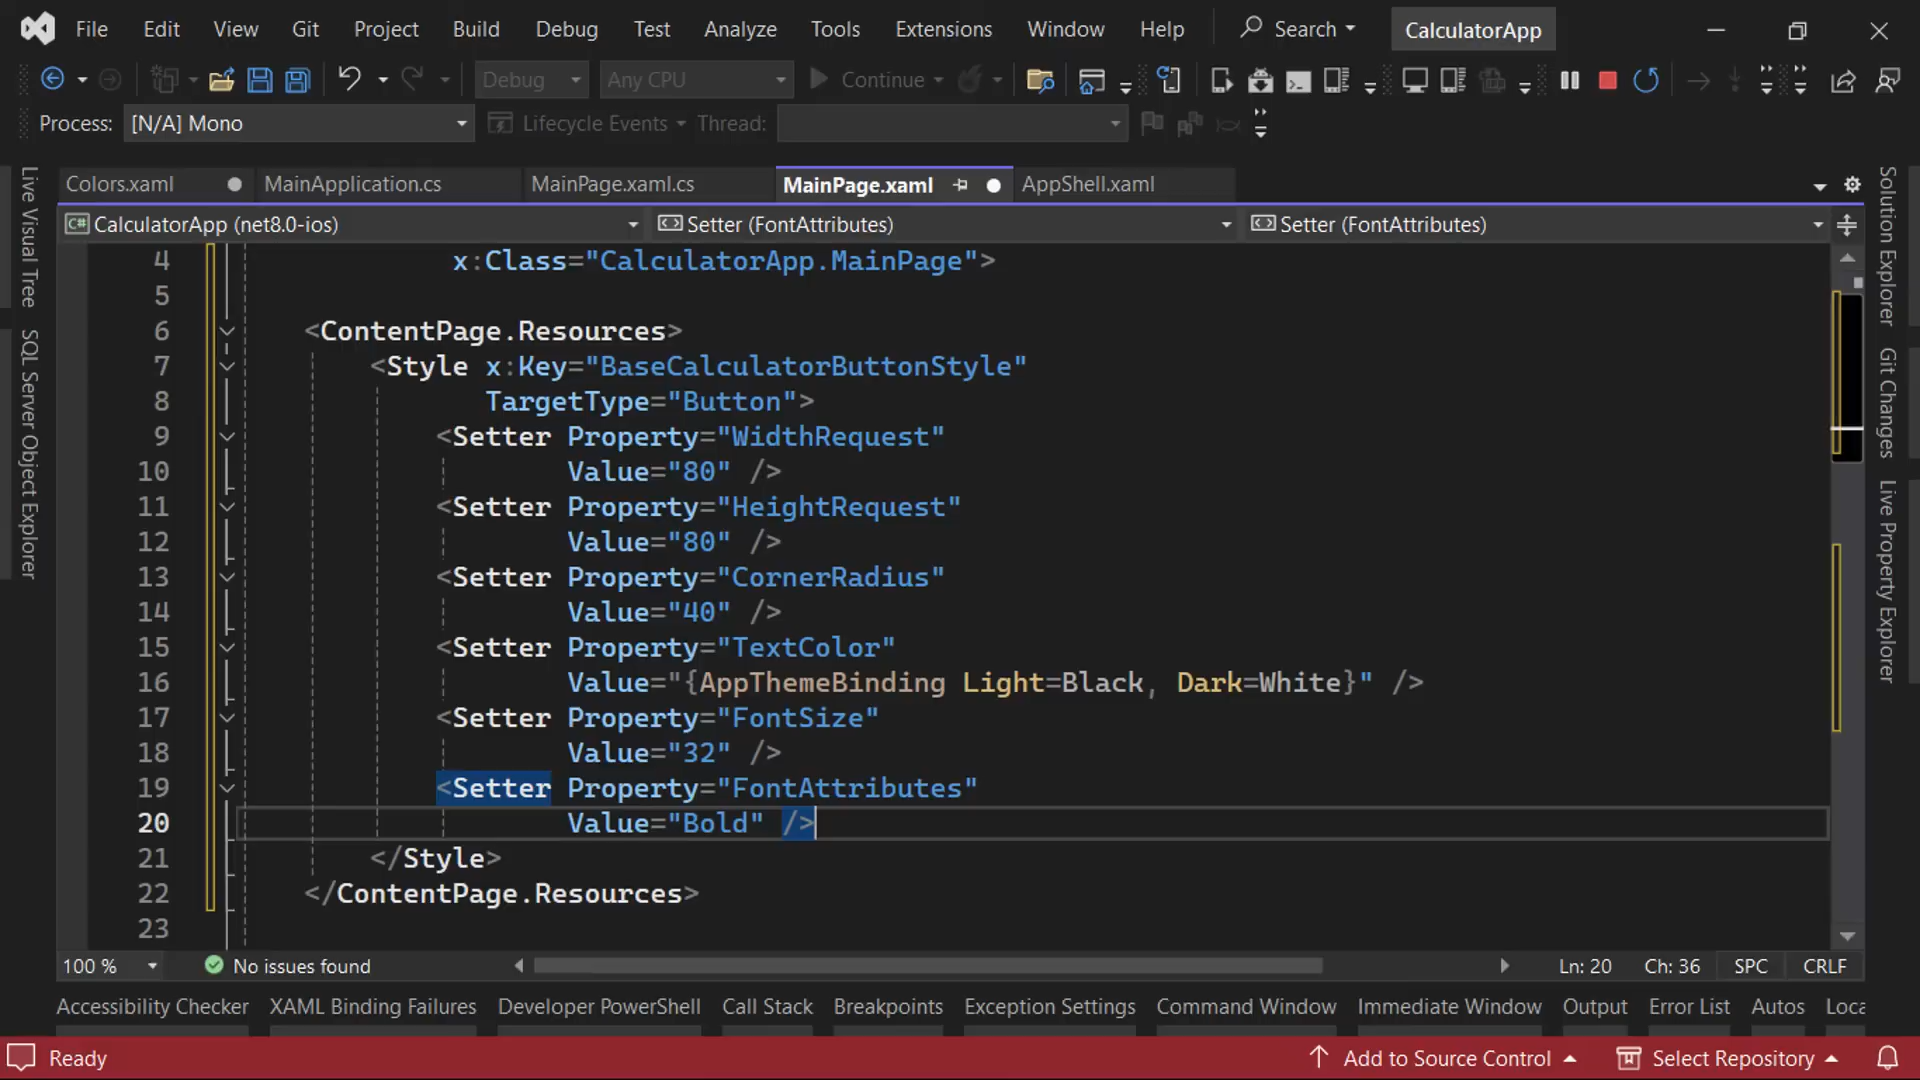 File Edit View Git Project Build Debug Test Analyze Tools Extensions Window Help Search CalculatorApp
Debug Any CPU Continue
Process: [N/A] Mono Lifecycle Events Thread:
Colors.xaml MainApplication.cs MainPage.xaml.cs MainPage.xaml AppShell.xaml
C# CalculatorApp (net8.0-ios) Setter (FontAttributes) Setter (FontAttributes)
Live Visual Tree
SQL Server Object Explorer
4 x:Class="CalculatorApp.MainPage">
5
6 <ContentPage.Resources>
7 <Style x:Key="BaseCalculatorButtonStyle"
8 TargetType="Button">
9 <Setter Property="WidthRequest"
10 Value="80" />
11 <Setter Property="HeightRequest"
12 Value="80" />
13 <Setter Property="CornerRadius"
14 Value="40" />
15 <Setter Property="TextColor"
16 Value="{AppThemeBinding Light=Black, Dark=White}" />
17 <Setter Property="FontSize"
18 Value="32" />
19 <Setter Property="FontAttributes"
20 Value="Bold" />
21 </Style>
22 </ContentPage.Resources>
23
Solution Explorer
Git Changes
Live Property Explorer
100 % No issues found Ln: 20 Ch: 36 SPC CRLF
Accessibility Checker XAML Binding Failures Developer PowerShell Call Stack Breakpoints Exception Settings Command Window Immediate Window Output Error List Autos Loca
Ready Add to Source Control Select Repository